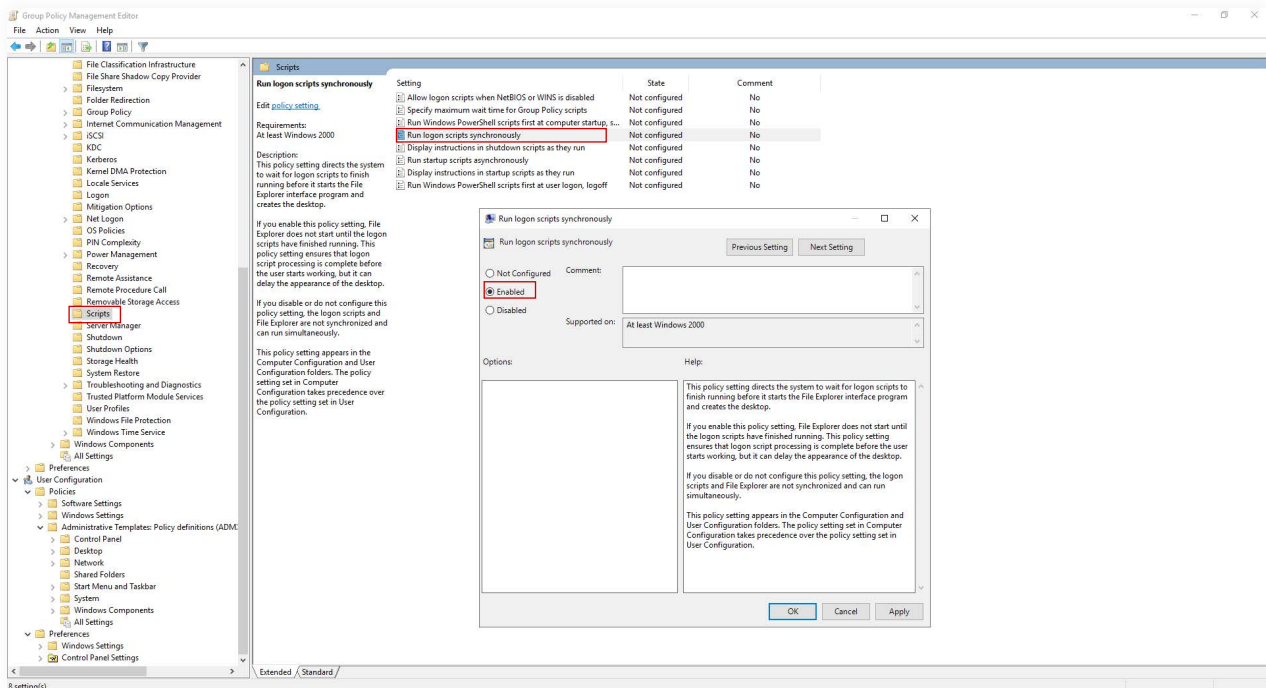 Group Policy Management Editor
File Action View Help
File Classification Infrastructure
File Share Shadow Copy Provider
Filesystem
Folder Redirection
Group Policy
Internet Communication Management
iSCSI
KDC
Kerberos
Kernel DMA Protection
Locale Services
Logon
Mitigation Options
Net Logon
OS Policies
PIN Complexity
Power Management
Recovery
Remote Assistance
Remote Procedure Call
Removable Storage Access
Scripts
Server Manager
Shutdown
Shutdown Options
Storage Health
System Restore
Troubleshooting and Diagnostics
Trusted Platform Module Services
User Profiles
Windows File Protection
Windows Time Service
Windows Components
All Settings
Preferences
User Configuration
Policies
Software Settings
Windows Settings
Administrative Templates: Policy definitions (ADM
Control Panel
Desktop
Network
Shared Folders
Start Menu and Taskbar
System
Windows Components
All Settings
Preferences
Windows Settings
Control Panel Settings
8 setting(s)
Scripts
Run logon scripts synchronously
Edit policy setting
Requirements:
At least Windows 2000
Description:
This policy setting directs the system
to wait for logon scripts to finish
running before it starts the File
Explorer interface program and
creates the desktop.
If you enable this policy setting, File
Explorer does not start until the logon
scripts have finished running. This
policy setting ensures that logon
script processing is complete before
the user starts working, but it can
delay the appearance of the desktop.
If you disable or do not configure this
policy setting, the logon scripts and
File Explorer are not synchronized and
can run simultaneously.
This policy setting appears in the
Computer Configuration and User
Configuration folders. The policy
setting set in Computer
Configuration takes precedence over
the policy setting set in User
Configuration.
Setting State Comment
Allow logon scripts when NetBIOS or WINS is disabled Not configured No
Specify maximum wait time for Group Policy scripts Not configured No
Run Windows PowerShell scripts first at computer startup, s... Not configured No
Run logon scripts synchronously Not configured No
Display instructions in shutdown scripts as they run Not configured No
Run startup scripts asynchronously Not configured No
Display instructions in startup scripts as they run Not configured No
Run Windows PowerShell scripts first at user logon, logoff Not configured No
Run logon scripts synchronously
Run logon scripts synchronously
Previous Setting Next Setting
Not Configured Comment:
Enabled
Disabled
Supported on: At least Windows 2000
Options: Help:
This policy setting directs the system to wait for logon scripts to
finish running before it starts the File Explorer interface program
and creates the desktop.
If you enable this policy setting, File Explorer does not start until
the logon scripts have finished running. This policy setting
ensures that logon script processing is complete before the user
starts working, but it can delay the appearance of the desktop.
If you disable or do not configure this policy setting, the logon
scripts and File Explorer are not synchronized and can run
simultaneously.
This policy setting appears in the Computer Configuration and
User Configuration folders. The policy setting set in Computer
Configuration takes precedence over the policy setting set in
User Configuration.
OK Cancel Apply
Extended Standard